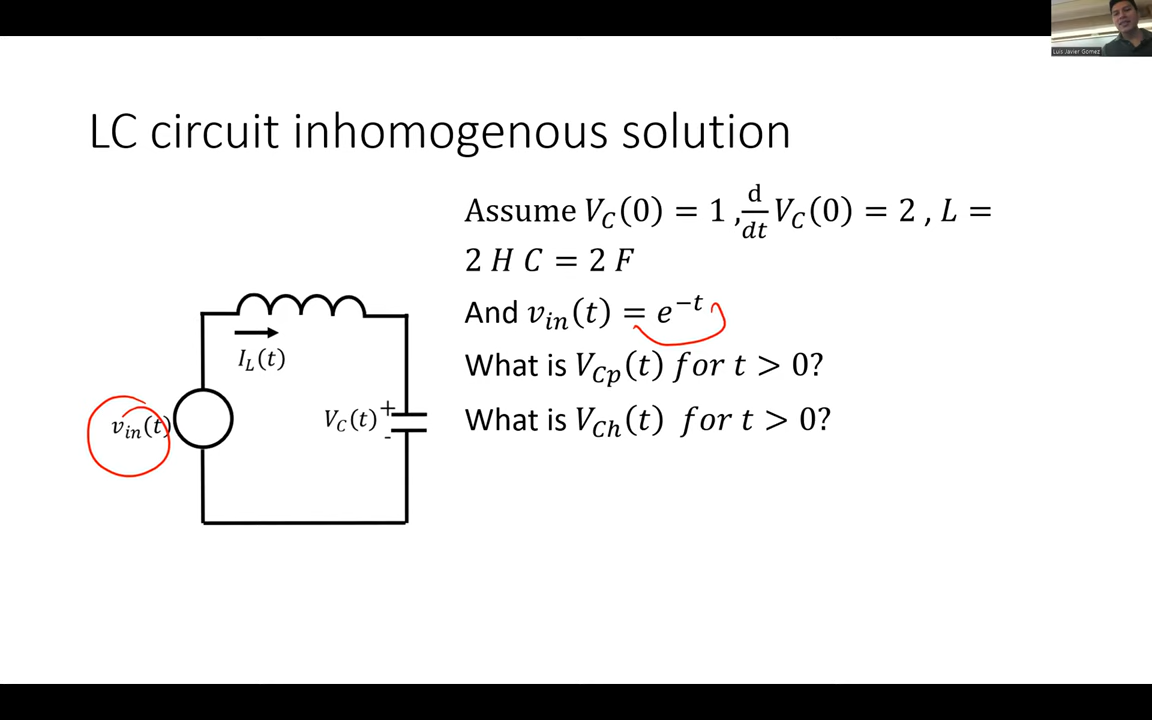 Luis Javier Gomez
LC circuit inhomogenous solution
Assume V_C(0) = 1 , d/dt V_C(0) = 2 , L =
2 H C = 2 F
And v_in(t) = e^−t
What is V_Cp(t) for t > 0?
What is V_Ch(t) for t > 0?
I_L(t)
v_in(t)
V_C(t)
+
-